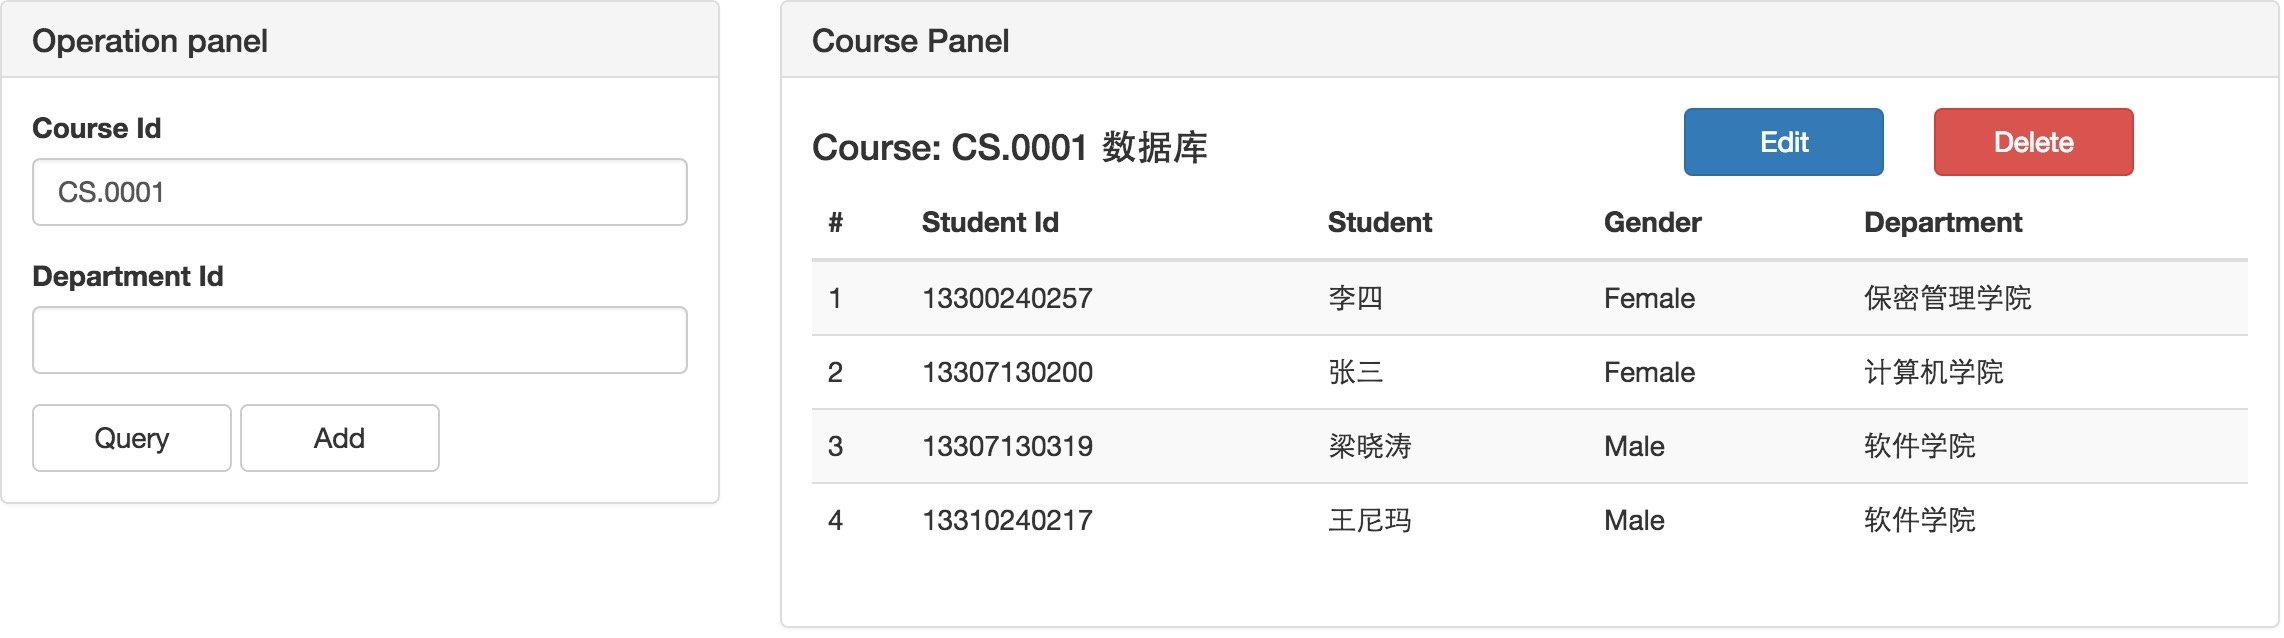 Operation panel
Course Id
CS.0001
Department Id
Query Add
Course Panel
Course: CS.0001 数据库 Edit Delete
# Student Id Student Gender Department
1 13300240257 李四 Female 保密管理学院
2 13307130200 张三 Female 计算机学院
3 13307130319 梁晓涛 Male 软件学院
4 13310240217 王尼玛 Male 软件学院